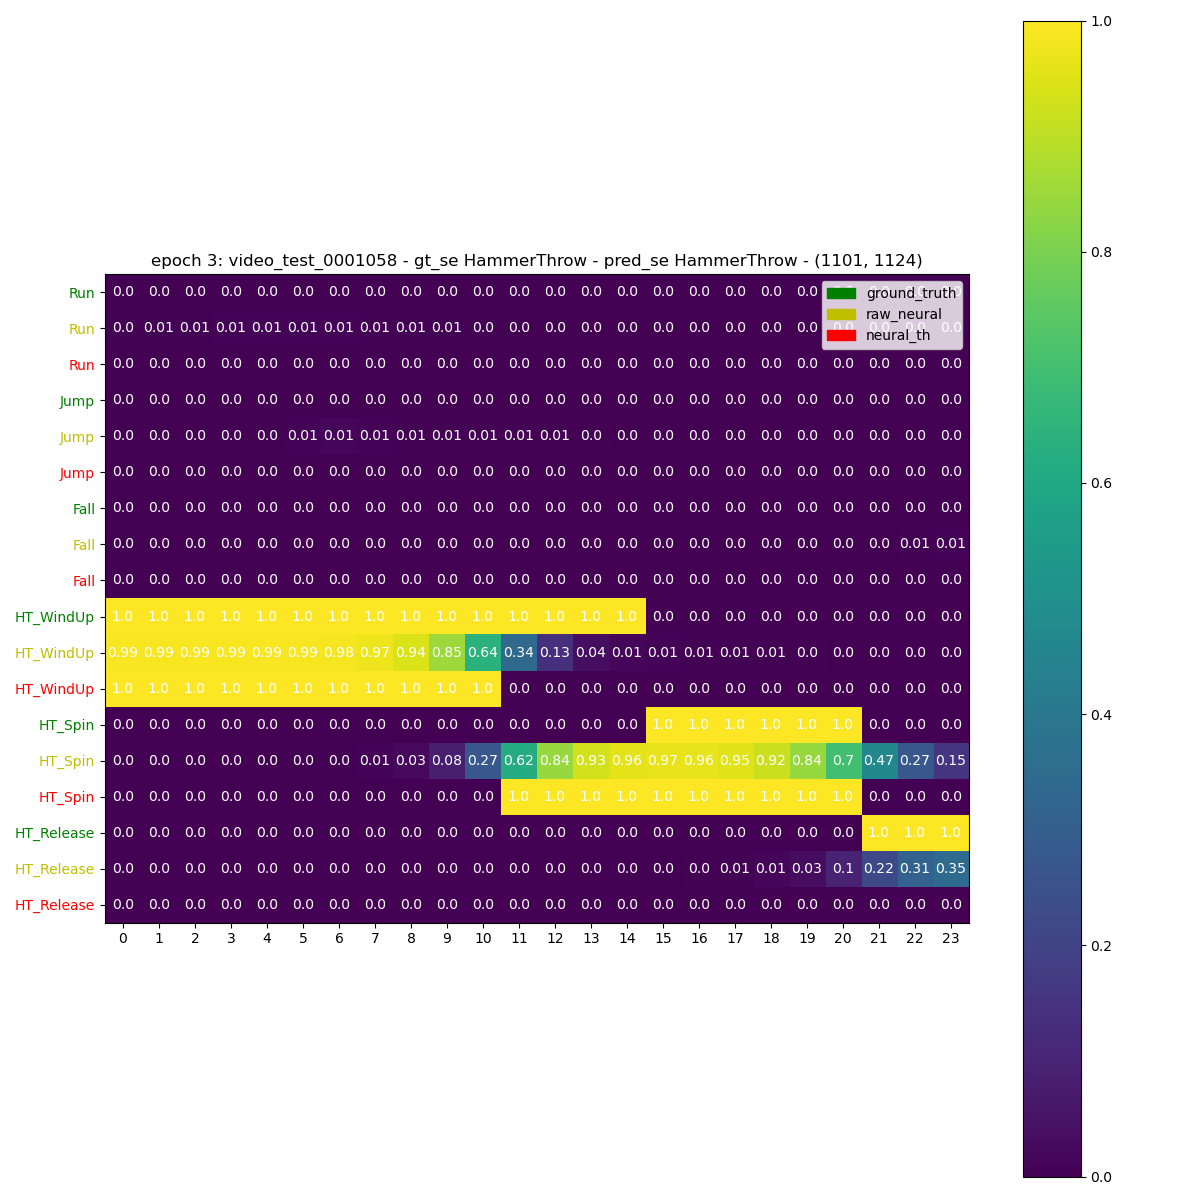 epoch 3: video_test_0001058 - gt_se HammerThrow - pred_se HammerThrow - (1101, 1124)
Run 0.0 0.0 0.0 0.0 0.0 0.0 0.0 0.0 0.0 0.0 0.0 0.0 0.0 0.0 0.0 0.0 0.0 0.0 0.0 0.0
ground_truth
raw_neural
neural_th
Run 0.0 0.01 0.01 0.01 0.01 0.01 0.01 0.01 0.01 0.01 0.0 0.0 0.0 0.0 0.0 0.0 0.0 0.0 0.0 0.0 0.0 0.0 0.0 0.0
Run 0.0 0.0 0.0 0.0 0.0 0.0 0.0 0.0 0.0 0.0 0.0 0.0 0.0 0.0 0.0 0.0 0.0 0.0 0.0 0.0 0.0 0.0 0.0 0.0
Jump 0.0 0.0 0.0 0.0 0.0 0.0 0.0 0.0 0.0 0.0 0.0 0.0 0.0 0.0 0.0 0.0 0.0 0.0 0.0 0.0 0.0 0.0 0.0 0.0
Jump 0.0 0.0 0.0 0.0 0.0 0.01 0.01 0.01 0.01 0.01 0.01 0.01 0.01 0.0 0.0 0.0 0.0 0.0 0.0 0.0 0.0 0.0 0.0 0.0
Jump 0.0 0.0 0.0 0.0 0.0 0.0 0.0 0.0 0.0 0.0 0.0 0.0 0.0 0.0 0.0 0.0 0.0 0.0 0.0 0.0 0.0 0.0 0.0 0.0
Fall 0.0 0.0 0.0 0.0 0.0 0.0 0.0 0.0 0.0 0.0 0.0 0.0 0.0 0.0 0.0 0.0 0.0 0.0 0.0 0.0 0.0 0.0 0.0 0.0
Fall 0.0 0.0 0.0 0.0 0.0 0.0 0.0 0.0 0.0 0.0 0.0 0.0 0.0 0.0 0.0 0.0 0.0 0.0 0.0 0.0 0.0 0.0 0.01 0.01
Fall 0.0 0.0 0.0 0.0 0.0 0.0 0.0 0.0 0.0 0.0 0.0 0.0 0.0 0.0 0.0 0.0 0.0 0.0 0.0 0.0 0.0 0.0 0.0 0.0
HT_WindUp 1.0 1.0 1.0 1.0 1.0 1.0 1.0 1.0 1.0 1.0 1.0 1.0 1.0 1.0 1.0 0.0 0.0 0.0 0.0 0.0 0.0 0.0 0.0 0.0
HT_WindUp 0.99 0.99 0.99 0.99 0.99 0.99 0.98 0.97 0.94 0.85 0.64 0.34 0.13 0.04 0.01 0.01 0.01 0.01 0.01 0.0 0.0 0.0 0.0 0.0
HT_WindUp 1.0 1.0 1.0 1.0 1.0 1.0 1.0 1.0 1.0 1.0 1.0 0.0 0.0 0.0 0.0 0.0 0.0 0.0 0.0 0.0 0.0 0.0 0.0 0.0
HT_Spin 0.0 0.0 0.0 0.0 0.0 0.0 0.0 0.0 0.0 0.0 0.0 0.0 0.0 0.0 0.0 1.0 1.0 1.0 1.0 1.0 1.0 0.0 0.0 0.0
HT_Spin 0.0 0.0 0.0 0.0 0.0 0.0 0.0 0.01 0.03 0.08 0.27 0.62 0.84 0.93 0.96 0.97 0.96 0.95 0.92 0.84 0.7 0.47 0.27 0.15
HT_Spin 0.0 0.0 0.0 0.0 0.0 0.0 0.0 0.0 0.0 0.0 0.0 1.0 1.0 1.0 1.0 1.0 1.0 1.0 1.0 1.0 1.0 0.0 0.0 0.0
HT_Release 0.0 0.0 0.0 0.0 0.0 0.0 0.0 0.0 0.0 0.0 0.0 0.0 0.0 0.0 0.0 0.0 0.0 0.0 0.0 0.0 0.0 1.0 1.0 1.0
HT_Release 0.0 0.0 0.0 0.0 0.0 0.0 0.0 0.0 0.0 0.0 0.0 0.0 0.0 0.0 0.0 0.0 0.0 0.01 0.01 0.03 0.1 0.22 0.31 0.35
HT_Release 0.0 0.0 0.0 0.0 0.0 0.0 0.0 0.0 0.0 0.0 0.0 0.0 0.0 0.0 0.0 0.0 0.0 0.0 0.0 0.0 0.0 0.0 0.0 0.0
0 1 2 3 4 5 6 7 8 9 10 11 12 13 14 15 16 17 18 19 20 21 22 23
1.0
0.8
0.6
0.4
0.2
0.0